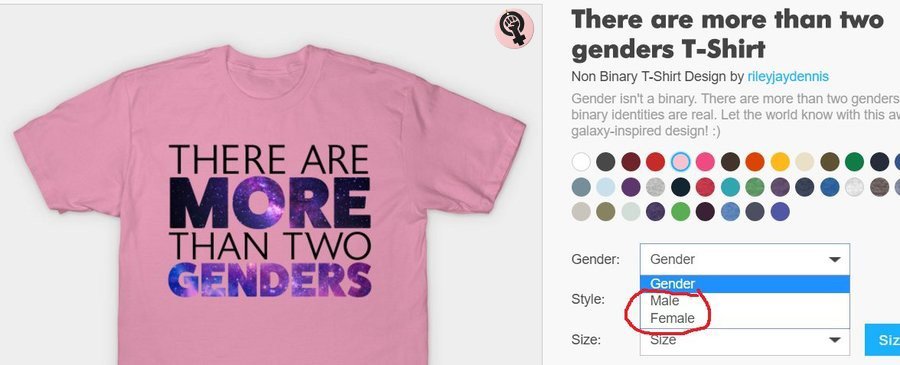 THERE ARE
MORE
THAN TWO
GENDERS
There are more than two
genders T-Shirt
Non Binary T-Shirt Design by rileyjaydennis
Gender isn't a binary. There are more than two genders
binary identities are real. Let the world know with this
galaxy-inspired design! :)
Gender: Gender
Gender
Male
Style:
Female
Size: Size
Siz